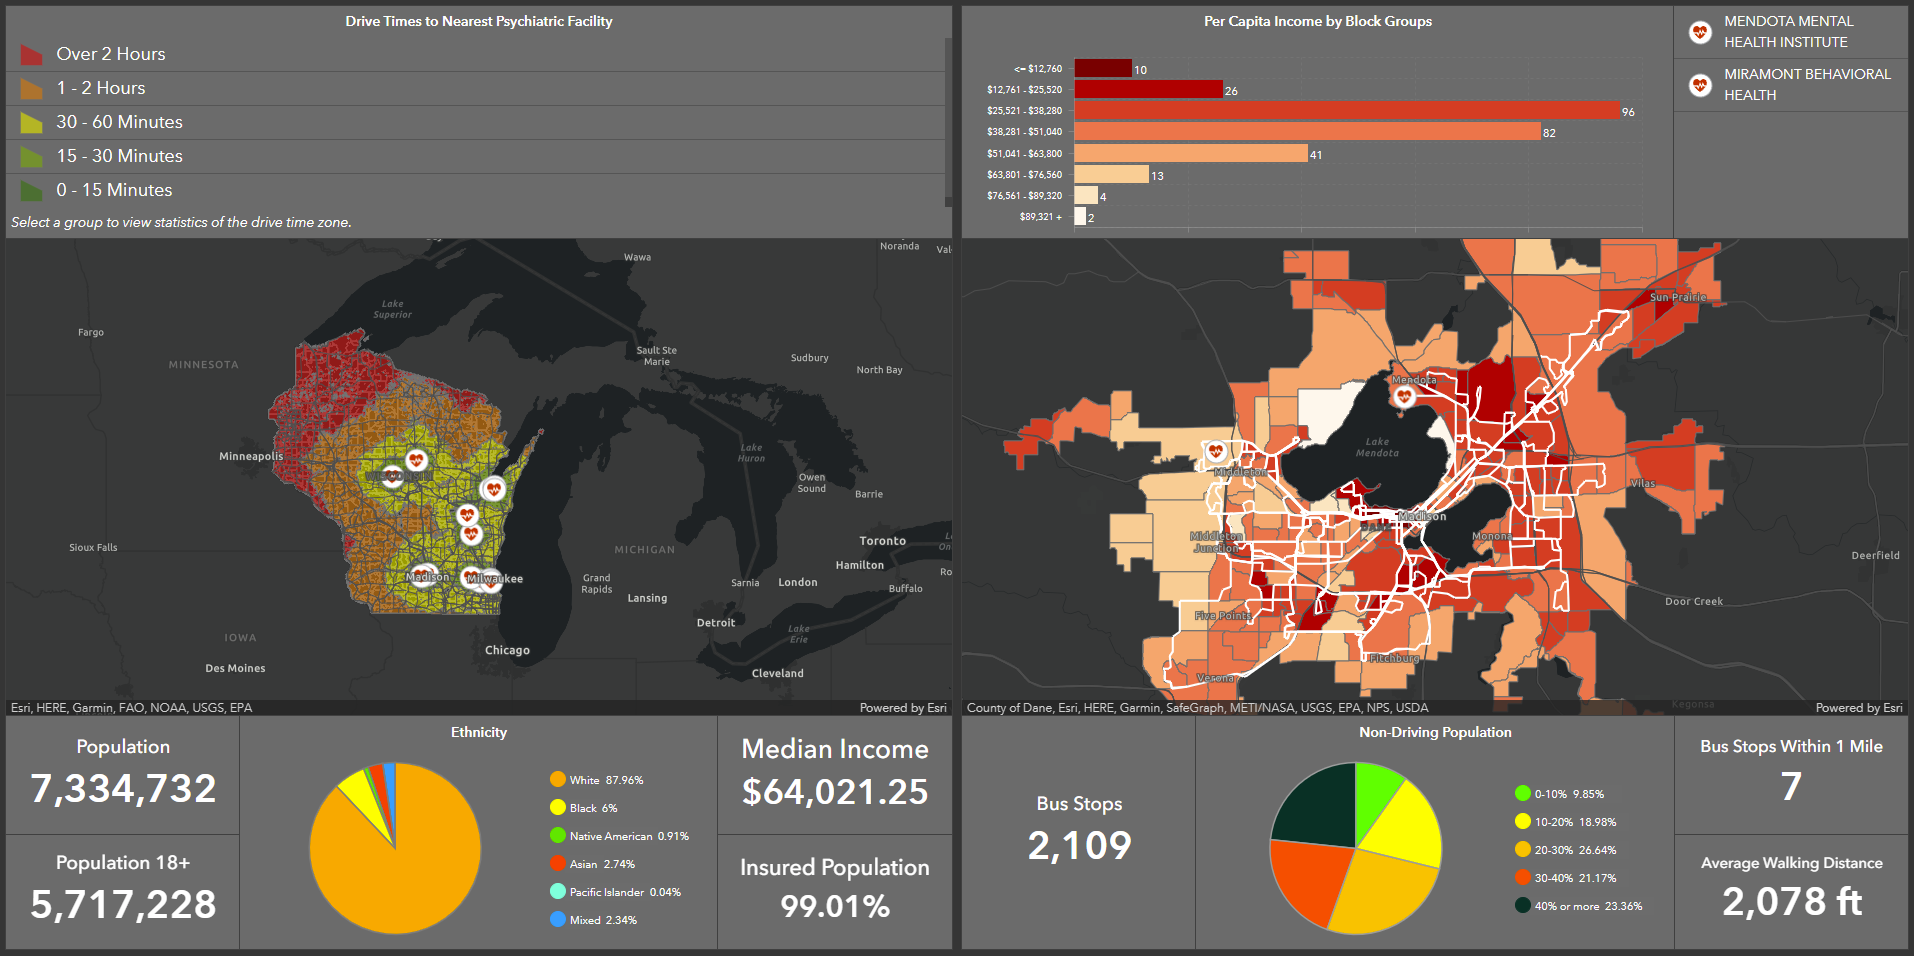 Drive Times to Nearest Psychiatric Facility
Over 2 Hours
1 - 2 Hours
30 - 60 Minutes
15 - 30 Minutes
0 - 15 Minutes
Select a group to view statistics of the drive time zone.
Per Capita Income by Block Groups
<= $12,760
10
$12,761 - $25,520
26
$25,521 - $38,280
96
$38,281 - $51,040
82
$51,041 - $63,800
41
$63,801 - $76,560
13
$76,561 - $89,320
4
$89,321 +
2
MENDOTA MENTAL
HEALTH INSTITUTE
MIRAMONT BEHAVIORAL
HEALTH
Noranda
Val
Wawa
Lake
Superior
Fargo
MINNESOTA
Sault Ste
Marie
Sudbury
North Bay
Minneapolis
WISCONSIN
Lake
Huron
Owen
Sound
Barrie
Sioux Falls
MICHIGAN
Toronto
Hamilton
Madison
Milwaukee
Grand
Rapids
Sarnia
London
Buffalo
Ro
Lansing
Detroit
Lake
Erie
IOWA
Chicago
Des Moines
Cleveland
Esri, HERE, Garmin, FAO, NOAA, USGS, EPA
Powered by Esri
Sun Prairie
Mendota
Lake
Mendota
Middleton
Vilas
Madison
DANE
Middleton
Junction
Monona
Deerfield
Door Creek
Five Points
Fitchburg
Verona
Kegonsa
County of Dane, Esri, HERE, Garmin, SafeGraph, METI/NASA, USGS, EPA, NPS, USDA
Powered by Esri
Population
7,334,732
Population 18+
5,717,228
Ethnicity
White 87.96%
Black 6%
Native American 0.91%
Asian 2.74%
Pacific Islander 0.04%
Mixed 2.34%
Median Income
$64,021.25
Insured Population
99.01%
Bus Stops
2,109
Non-Driving Population
0-10% 9.85%
10-20% 18.98%
20-30% 26.64%
30-40% 21.17%
40% or more 23.36%
Bus Stops Within 1 Mile
7
Average Walking Distance
2,078 ft